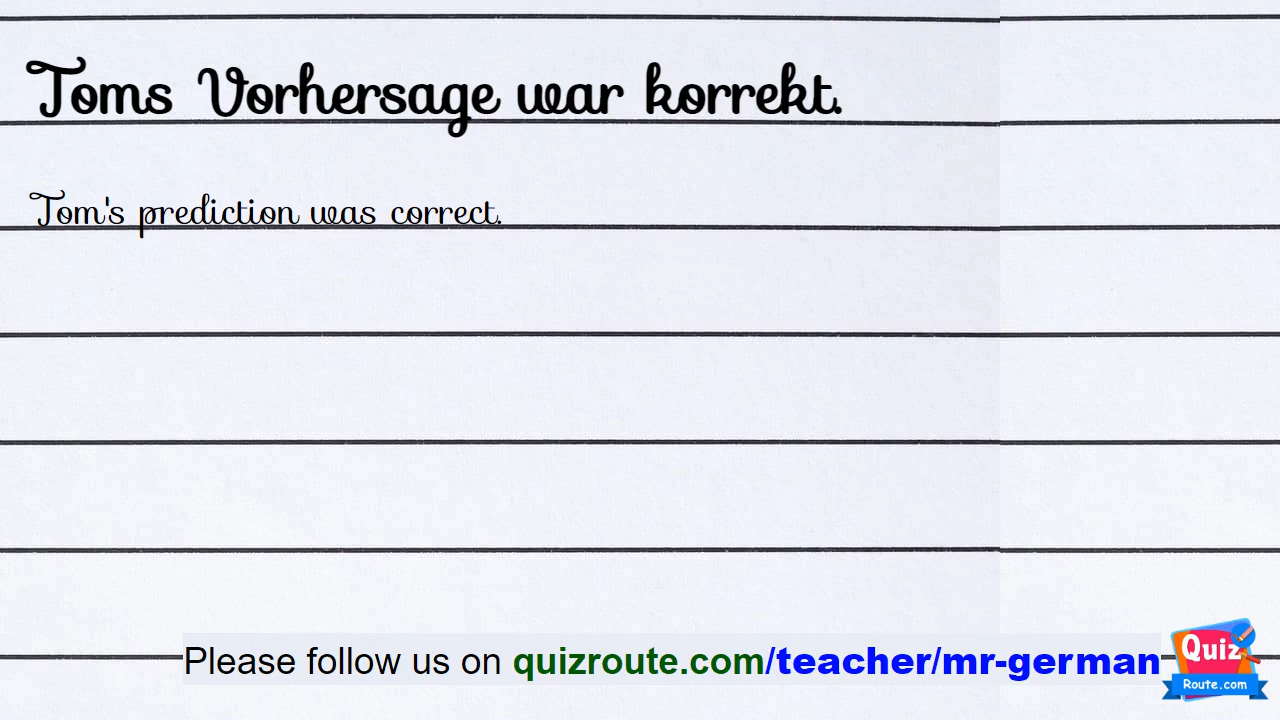 Toms Vorhersage war korrekt.
Tom's prediction was correct.
Please follow us on quizroute.com/teacher/mr-german
Quiz
Route.com